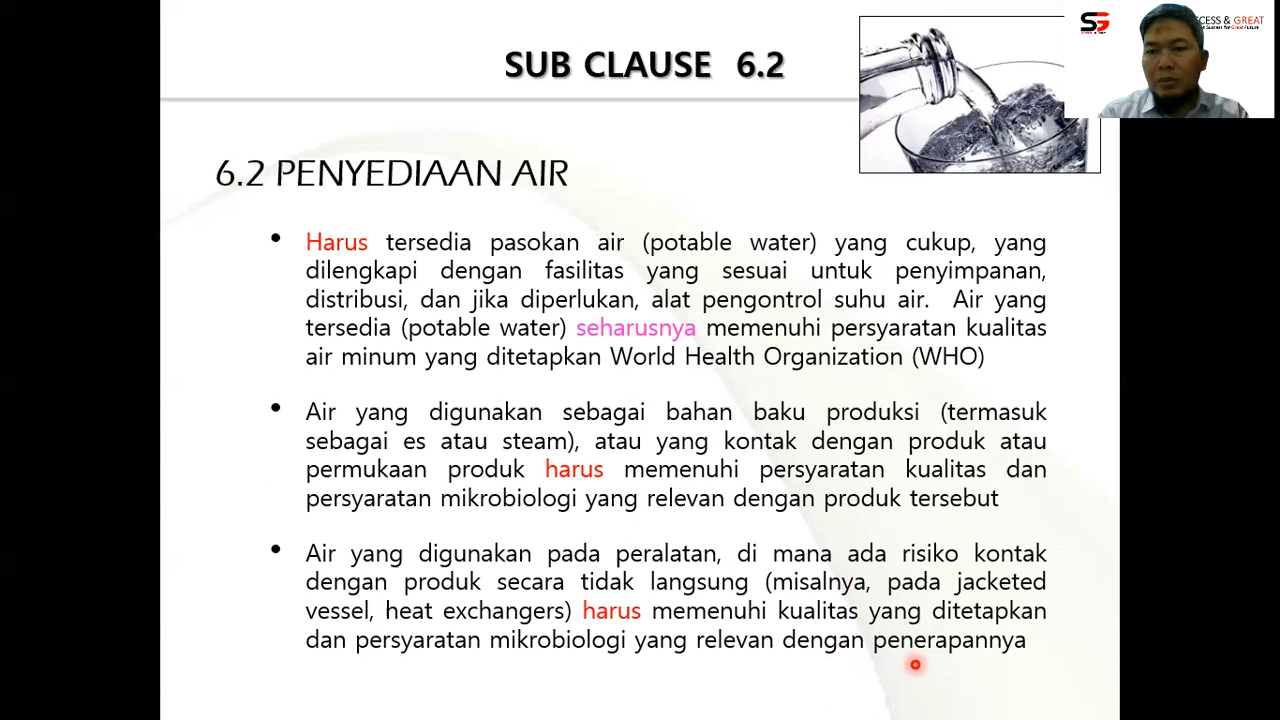 SUB CLAUSE 6.2
SG
CCESS & GREAT
6.2 PENYEDIAAN AIR
• Harus tersedia pasokan air (potable water) yang cukup, yang
dilengkapi dengan fasilitas yang sesuai untuk penyimpanan,
distribusi, dan jika diperlukan, alat pengontrol suhu air. Air yang
tersedia (potable water) seharusnya memenuhi persyaratan kualitas
air minum yang ditetapkan World Health Organization (WHO)
• Air yang digunakan sebagai bahan baku produksi (termasuk
sebagai es atau steam), atau yang kontak dengan produk atau
permukaan produk harus memenuhi persyaratan kualitas dan
persyaratan mikrobiologi yang relevan dengan produk tersebut
• Air yang digunakan pada peralatan, di mana ada risiko kontak
dengan produk secara tidak langsung (misalnya, pada jacketed
vessel, heat exchangers) harus memenuhi kualitas yang ditetapkan
dan persyaratan mikrobiologi yang relevan dengan penerapannya